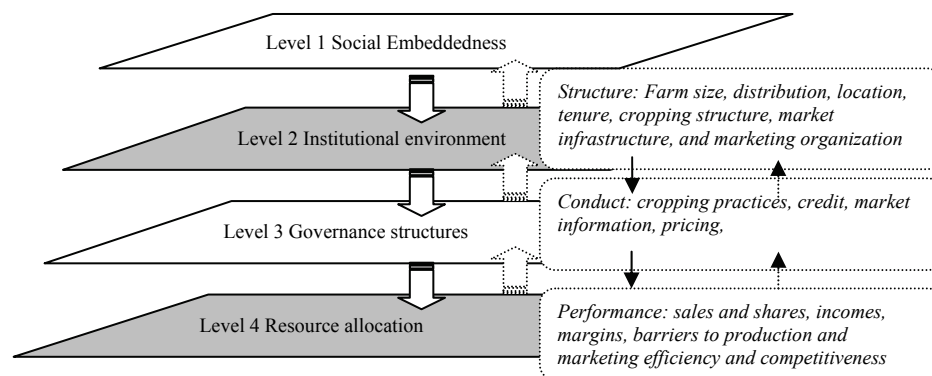 Level 1 Social Embeddedness
Structure: Farm size, distribution, location,
tenure, cropping structure, market
infrastructure, and marketing organization
Level 2 Institutional environment
Conduct: cropping practices, credit, market
information, pricing,
Level 3 Governance structures
Performance: sales and shares, incomes,
margins, barriers to production and
marketing efficiency and competitiveness
Level 4 Resource allocation